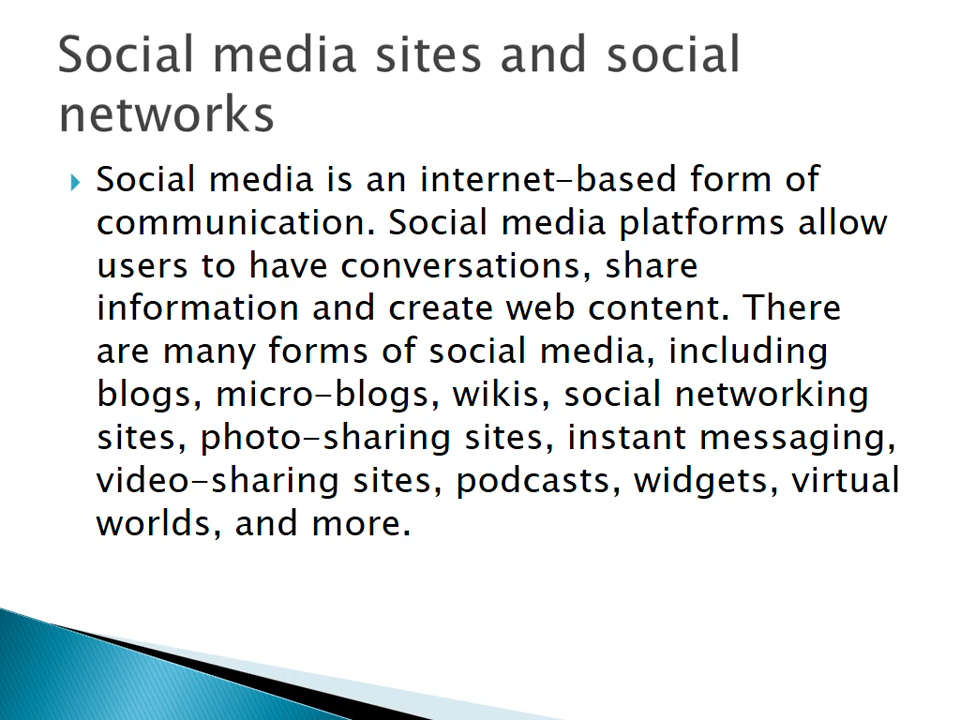 Social media sites and social
networks
Social media is an internet-based form of
communication. Social media platforms allow
users to have conversations, share
information and create web content. There
are many forms of social media, including
blogs, micro-blogs, wikis, social networking
sites, photo-sharing sites, instant messaging,
video-sharing sites, podcasts, widgets, virtual
worlds, and more.